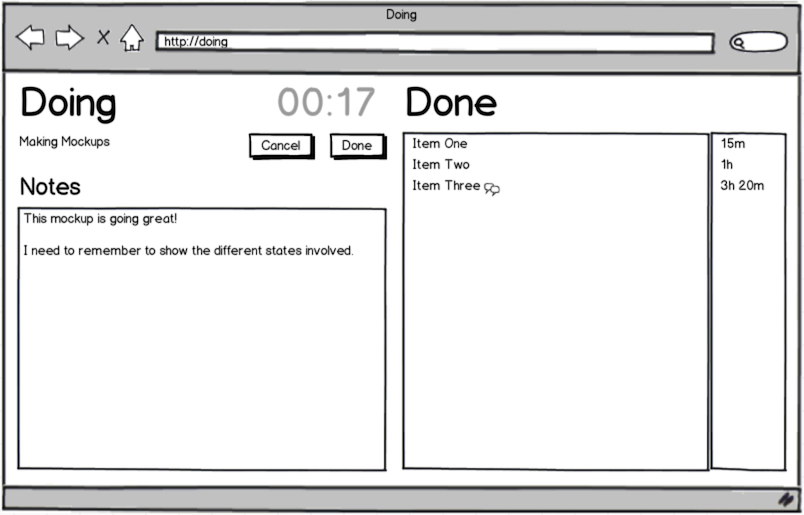 Doing
http://doing
Doing
00:17
Making Mockups
Cancel
Done
Notes
This mockup is going great!
I need to remember to show the different states involved.
Done
Item One 15m
Item Two 1h
Item Three 3h 20m